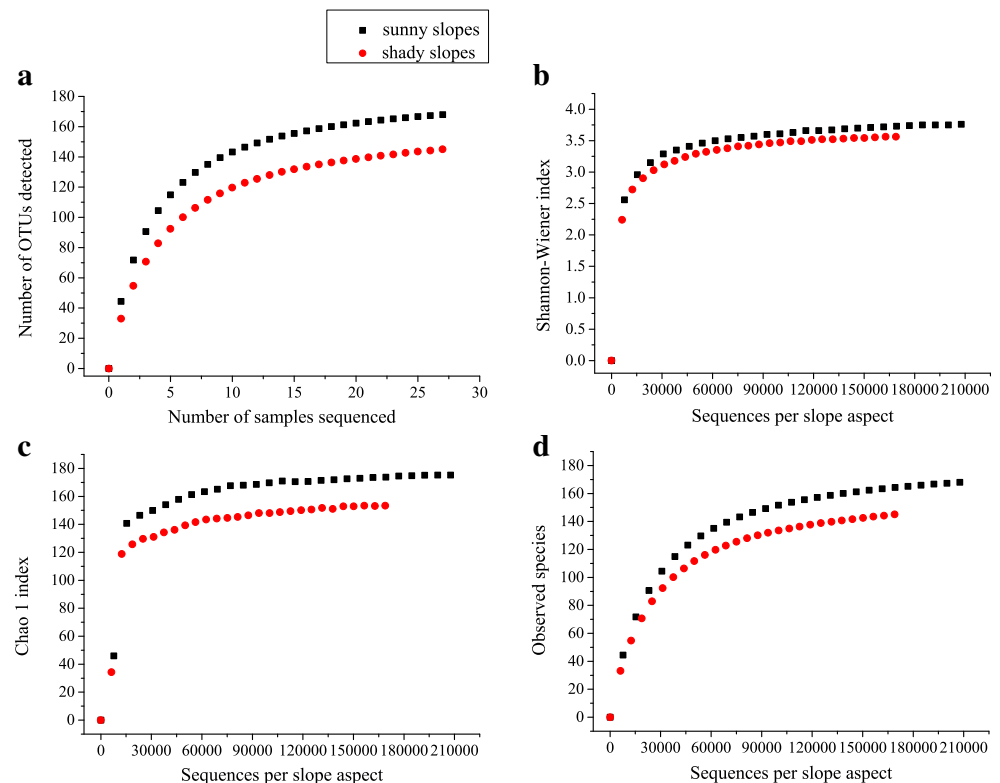 sunny slopes
shady slopes
a
180
160
140
120
100
80
60
40
20
0
Number of OTUs detected
0 5 10 15 20 25 30
Number of samples sequenced
b
4.0
3.5
3.0
2.5
2.0
1.5
1.0
0.5
0.0
Shannon-Wiener index
0 30000 60000 90000 120000 150000 180000 210000
Sequences per slope aspect
c
180
160
140
120
100
80
60
40
20
0
Chao 1 index
0 30000 60000 90000 120000 150000 180000 210000
Sequences per slope aspect
d
180
160
140
120
100
80
60
40
20
0
Observed species
0 30000 60000 90000 120000 150000 180000 210000
Sequences per slope aspect